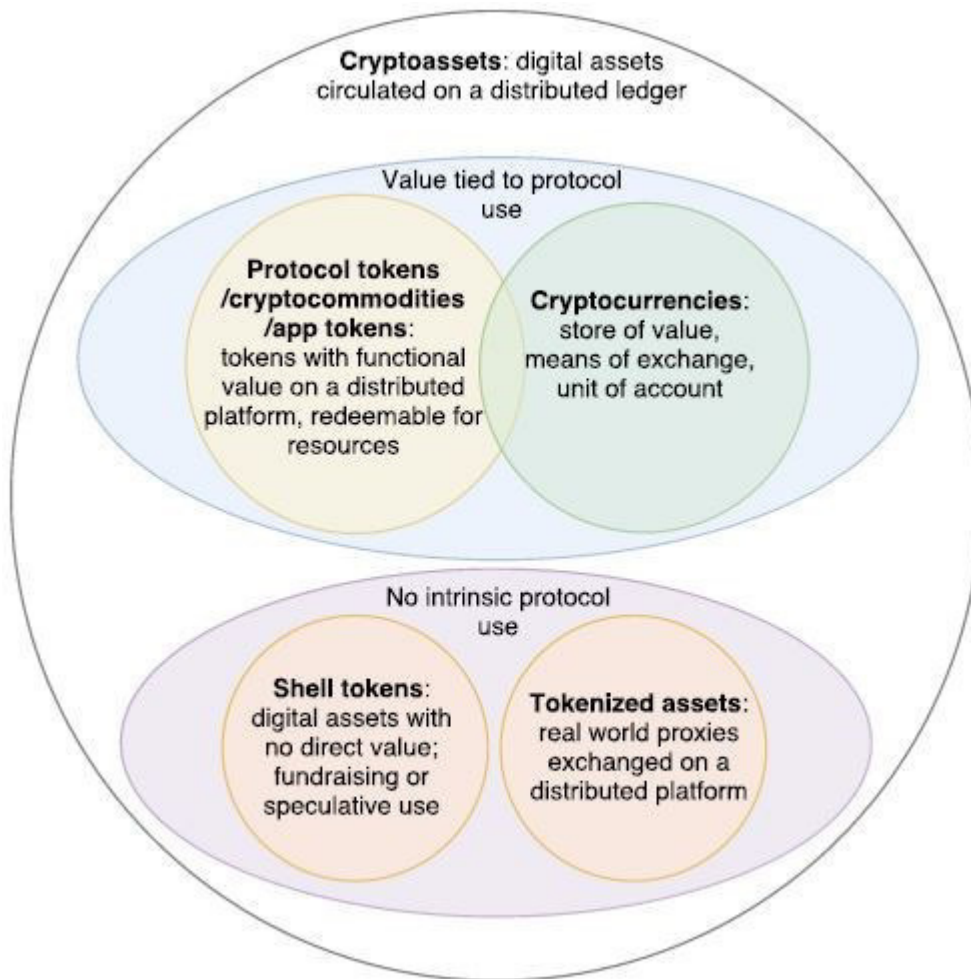 Cryptoassets: digital assets
circulated on a distributed ledger
Value tied to protocol
use
Protocol tokens
/cryptocommodities
/app tokens:
tokens with functional
value on a distributed
platform, redeemable for
resources
Cryptocurrencies:
store of value,
means of exchange,
unit of account
No intrinsic protocol
use
Shell tokens:
digital assets with
no direct value;
fundraising or
speculative use
Tokenized assets:
real world proxies
exchanged on a
distributed platform